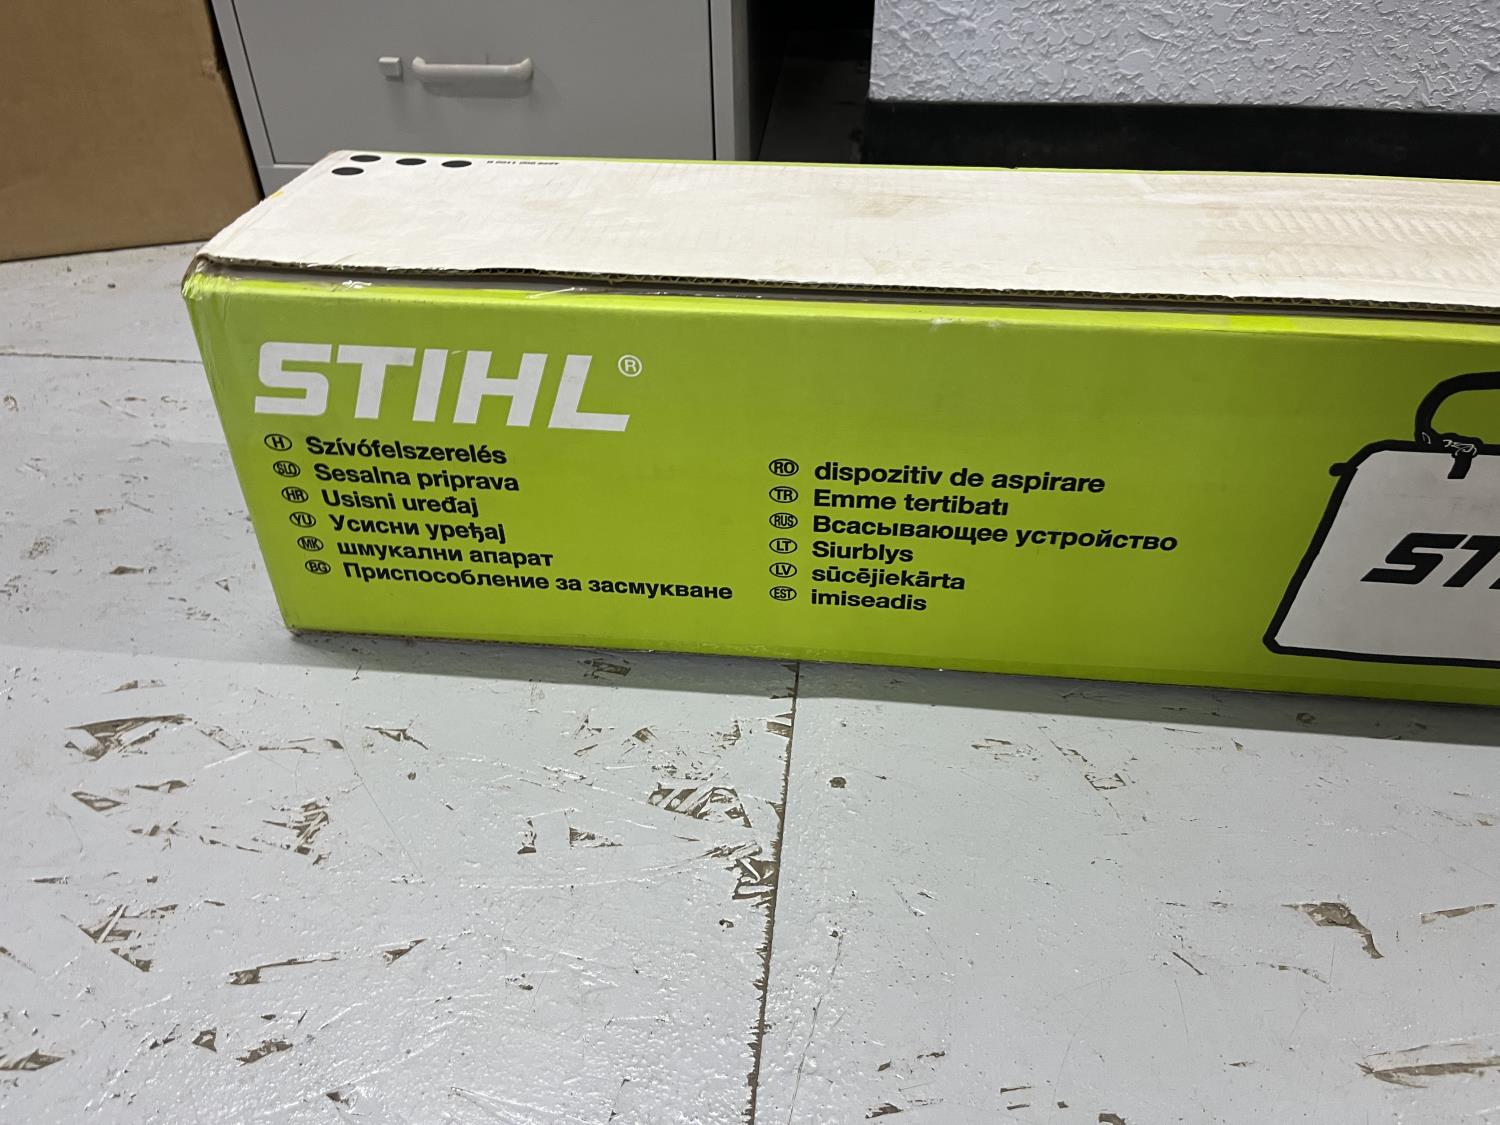 STIHL®
H Szívófelszerelés
SLO Sesalna priprava
HR Usisni uređaj
YU Усисни уређај
MK шмукални апарат
BG Приспособление за засмукване
RO dispozitiv de aspirare
TR Emme tertibatı
RUS Всасывающее устройство
LT Siurblys
LV sūcējiekārta
EST imiseadis